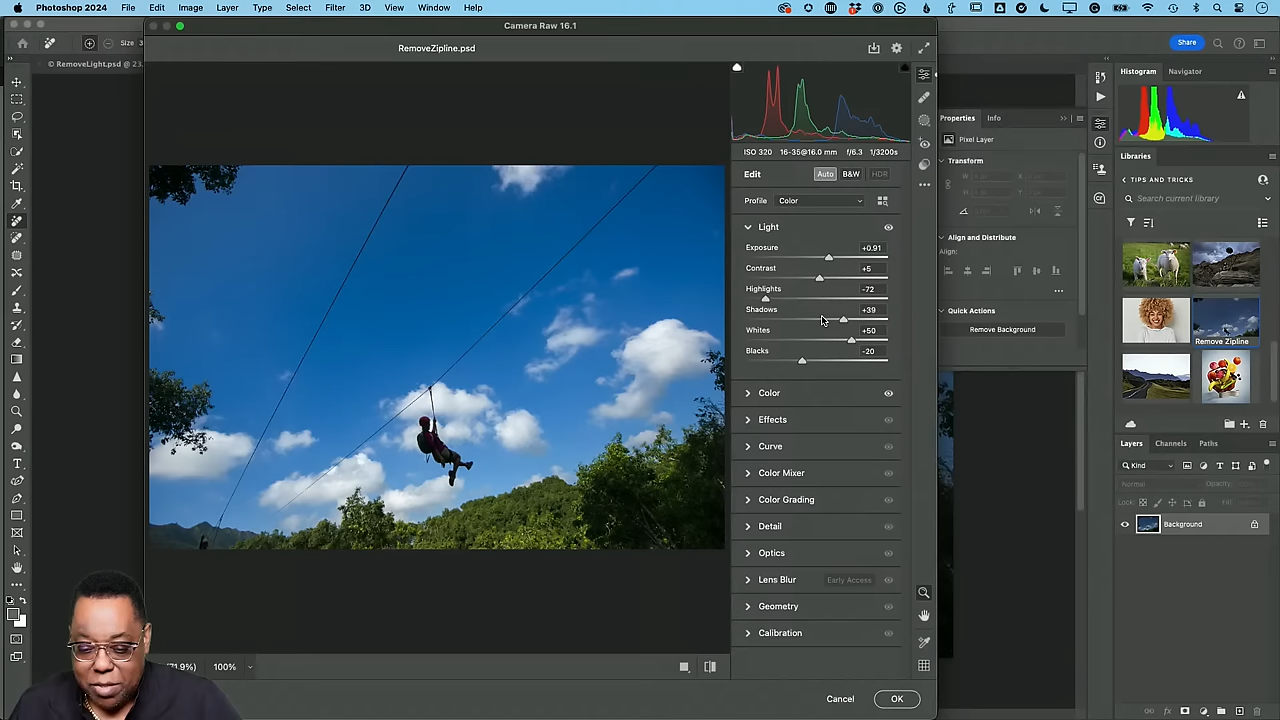 Photoshop 2024 File Edit Image Layer Type Select Filter 3D View Window Help
Camera Raw 16.1
RemoveZipline.psd
Size
Share
© RemoveLight.psd @ 23.
ISO 320 16-35@16.0 mm f/6.3 1/3200s
Edit Auto B&W HDR
Profile Color
Light
Exposure +0.91
Contrast +5
Highlights -72
Shadows +39
Whites +50
Blacks -20
Color
Effects
Curve
Color Mixer
Color Grading
Detail
Optics
Lens Blur Early Access
Geometry
Calibration
(71.9%) 100%
Cancel OK
Properties Info
Pixel Layer
Transform
W H
X Y
Align and Distribute
Align:
Quick Actions
Remove Background
Histogram Navigator
Libraries
TIPS AND TRICKS
Search current library
Remove Zipline
Layers Channels Paths
Kind
Normal Opacity:
Lock: Fill:
Background